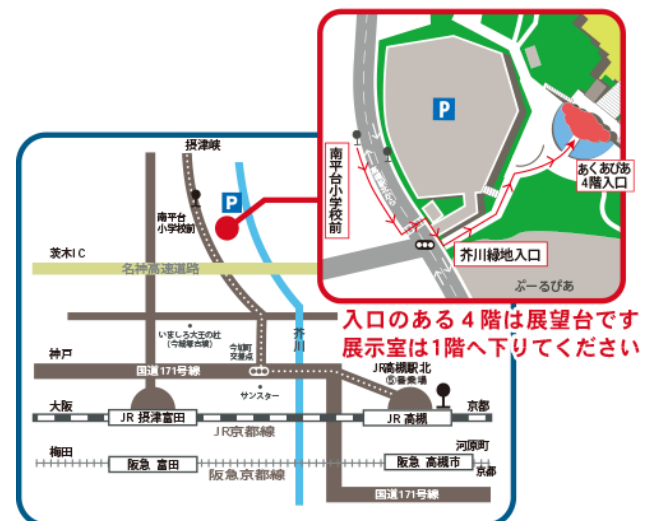 摂津峡
P
南平台
小学校前
茨木IC
名神高速道路
いましろ大王の杜
(今城塚古墳)
今城町
交差点
芥川
神戸
国道171号線
サンスター
JR高槻駅北
⑤番乗場
大阪
JR 摂津富田
JR 高槻
京都
JR京都線
梅田
阪急 富田
阪急京都線
阪急 高槻市
河原町
京都
国道171号線
P
南平台小学校前
あくあぴあ
4階入口
芥川緑地入口
ぷーるぴあ
入口のある4階は展望台です
展示室は1階へ下りてください